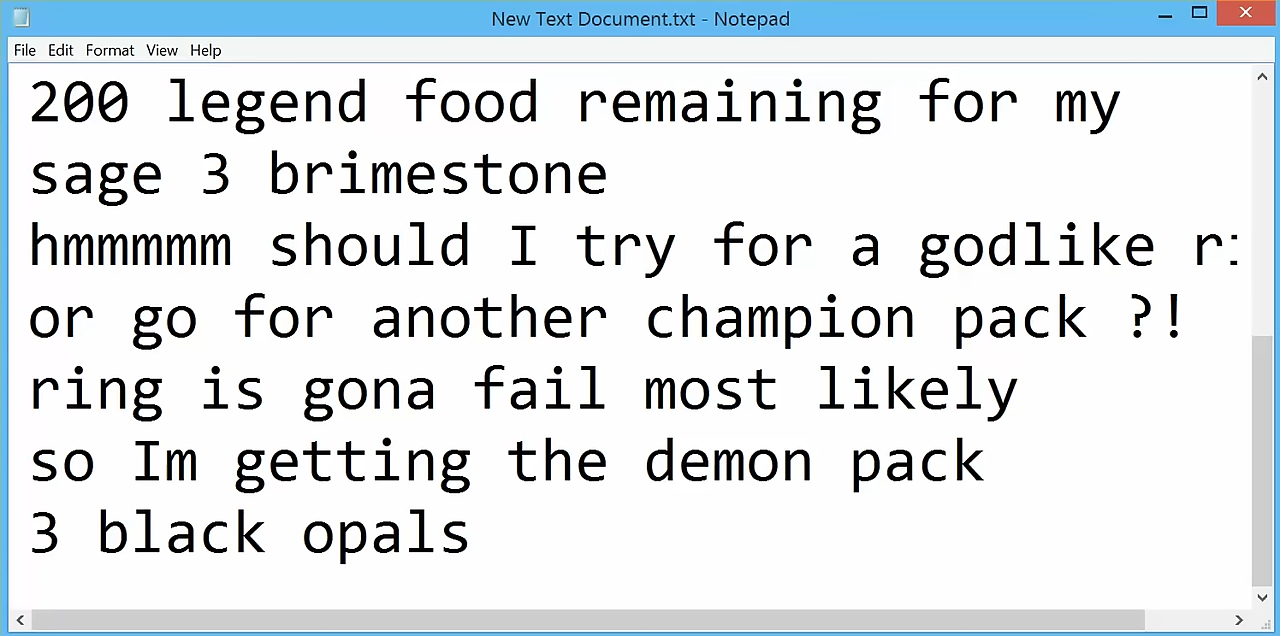 New Text Document.txt - Notepad
File Edit Format View Help
200 legend food remaining for my
sage 3 brimestone
hmmmmm should I try for a godlike
or go for another champion pack ?!
ring is gona fail most likely
so Im getting the demon pack
3 black opals